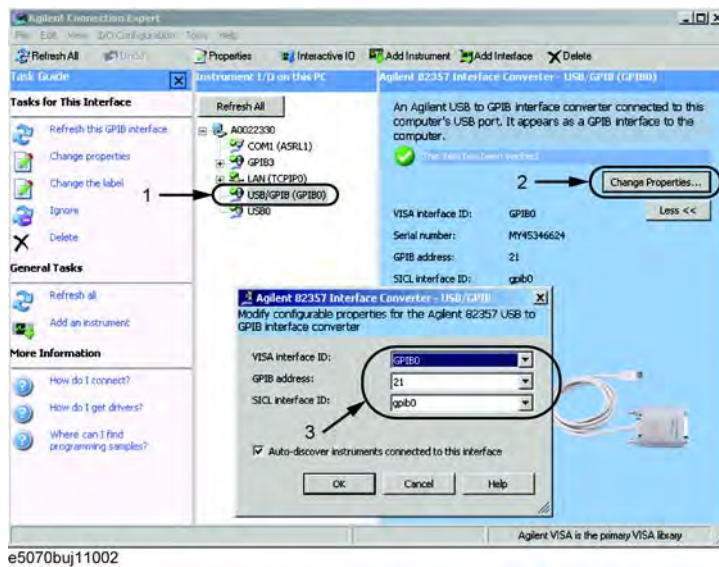 Agilent Connection Expert
File Edit View I/O Configuration Tools Help
Refresh All Undo Properties Interactive IO Add Instrument Add Interface Delete
Task Guide
Tasks for This Interface
Refresh this GPIB interface
Change properties
Change the label
Ignore
Delete
General Tasks
Refresh all
Add an instrument
More Information
How do I connect?
How do I get drivers?
Where can I find
programming samples?
Instrument I/O on this PC
Refresh All
A0022330
COM1 (ASRL1)
GPIB3
LAN (TCPIP0)
1
USB/GPIB (GPIB0)
USB0
Agilent 82357 Interface Converter - USB/GPIB (GPIB0)
An Agilent USB to GPIB interface converter connected to this
computer's USB port. It appears as a GPIB interface to the
computer.
This item has been verified
2
Change Properties...
Less <<
VISA interface ID: GPIB0
Serial number: MY45346624
GPIB address: 21
SICL interface ID: gpib0
Agilent 82357 Interface Converter - USB/GPIB
Modify configurable properties for the Agilent 82357 USB to
GPIB interface converter
VISA interface ID: GPIB0
GPIB address: 21
SICL interface ID: gpib0
3
Auto-discover instruments connected to this interface
OK Cancel Help
Agilent VISA is the primary VISA library
e5070buj11002